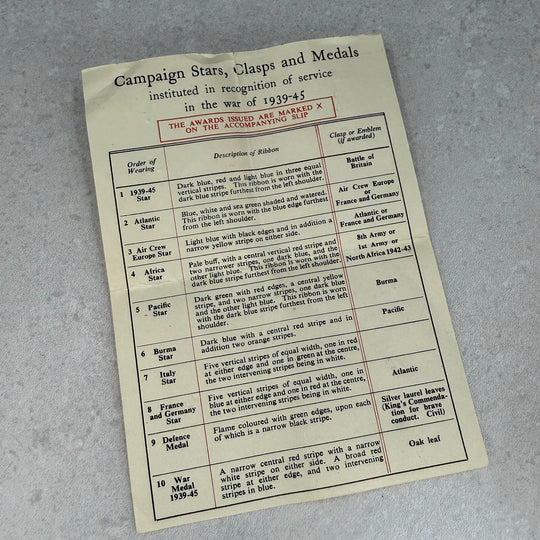 Campaign Stars, Clasps and Medals
instituted in recognition of service
in the war of 1939-45
THE AWARDS ISSUED ARE MARKED X
ON THE ACCOMPANYING SLIP
Order of
Wearing
Description of Ribbon
Clasp or Emblem
(if awarded)
1 1939-45
Star
Dark blue, red and light blue in three equal
vertical stripes. This ribbon is worn with the
dark blue stripe furthest from the left shoulder.
Battle of
Britain
2 Atlantic
Star
Blue, white and sea green shaded and watered.
This ribbon is worn with the blue edge furthest
from the left shoulder.
Air Crew Europe
or
France and Germany
3 Air Crew
Europe Star
Light blue with black edges and in addition a
narrow yellow stripe on either side.
Atlantic or
France and Germany
4 Africa
Star
Pale buff, with a central vertical red stripe and
two narrower stripes, one dark blue, and the
other light blue. This ribbon is worn with the
dark blue stripe furthest from the left shoulder.
8th Army or
1st Army or
North Africa 1942-43
5 Pacific
Star
Dark green with red edges, a central yellow
stripe, and two narrow stripes, one dark blue
and the other light blue. This ribbon is worn
with the dark blue stripe furthest from the left
shoulder.
Burma
6 Burma
Star
Dark blue with a central red stripe and in
addition two orange stripes.
Pacific
7 Italy
Star
Five vertical stripes of equal width, one in red
at either edge and one in green at the centre,
the two intervening stripes being in white.
8 France
and Germany
Star
Five vertical stripes of equal width, one in
blue at either edge and one in red at the centre,
the two intervening stripes being in white.
Atlantic
9 Defence
Medal
Flame coloured with green edges, upon each
of which is a narrow black stripe.
Silver laurel leaves
(King's Commenda-
tion for brave
conduct. Civil)
10 War
Medal
1939-45
A narrow central red stripe with a narrow
white stripe on either side. A broad red
stripe at either edge, and two intervening
stripes in blue.
Oak leaf